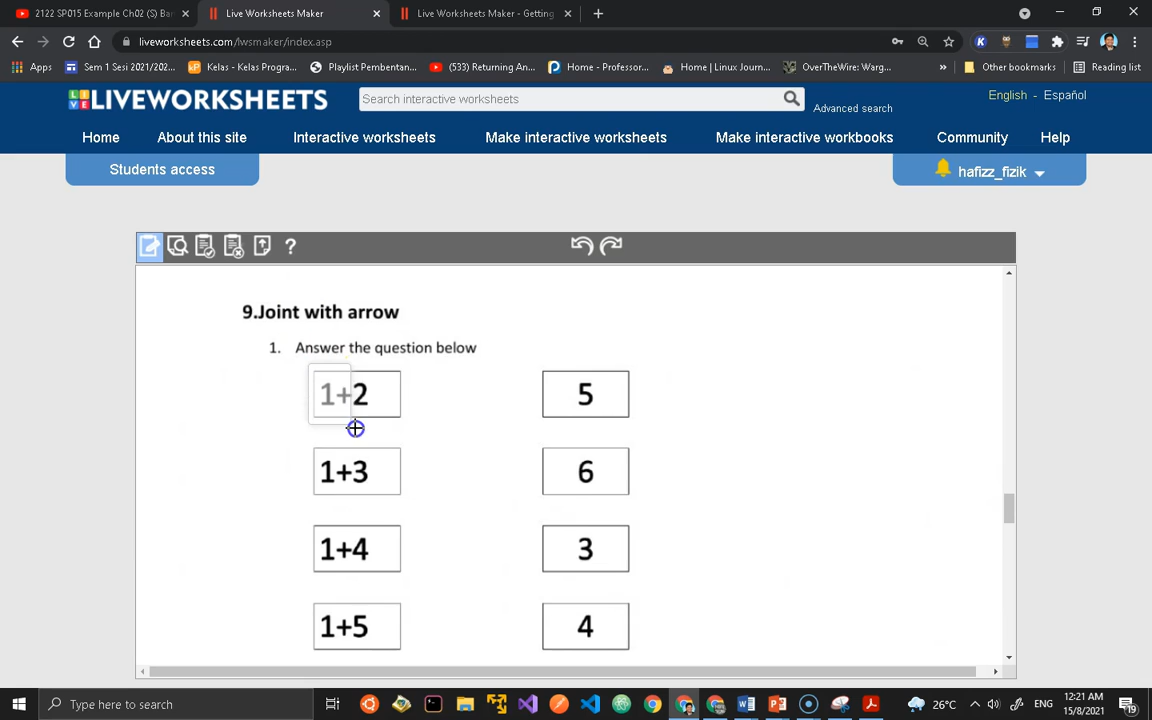 2122 SP015 Example Ch02 (S) Bar
Live Worksheets Maker
Live Worksheets Maker - Getting
liveworksheets.com/lwsmaker/index.asp
Apps
Sem 1 Sesi 2021/202...
Kelas - Kelas Progra...
Playlist Pembentan...
(533) Returning An...
Home - Professor...
Home | Linux Journ...
OverTheWire: Warg...
»
Other bookmarks
Reading list
LIVEWORKSHEETS
Search interactive worksheets
Advanced search
English - Español
Home
About this site
Interactive worksheets
Make interactive worksheets
Make interactive workbooks
Community
Help
Students access
hafizz_fizik
?
9.Joint with arrow
1. Answer the question below
1+2 5
1+3 6
1+4 3
1+5 4
Type here to search
26°C
ENG
12:21 AM
15/8/2021
19